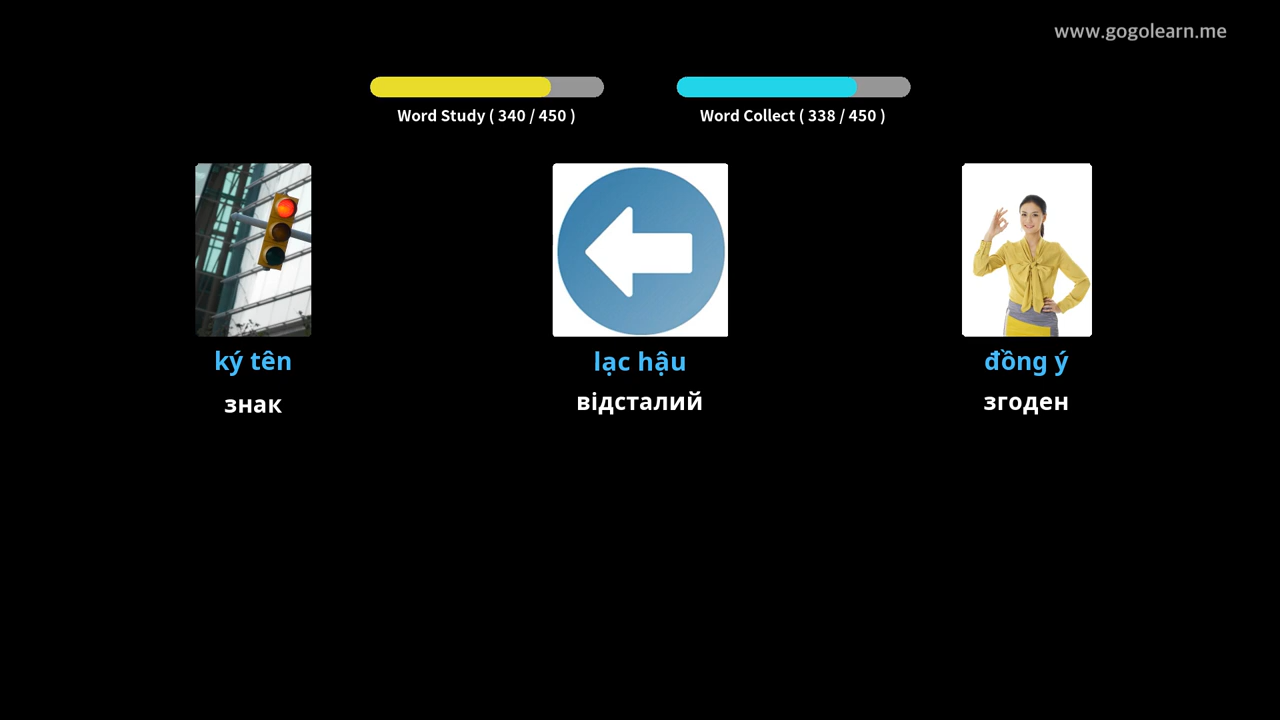 www.gogolearn.me
Word Study ( 340 / 450 )
Word Collect ( 338 / 450 )
ký tên
lạc hậu
đồng ý
знак
відсталий
згоден